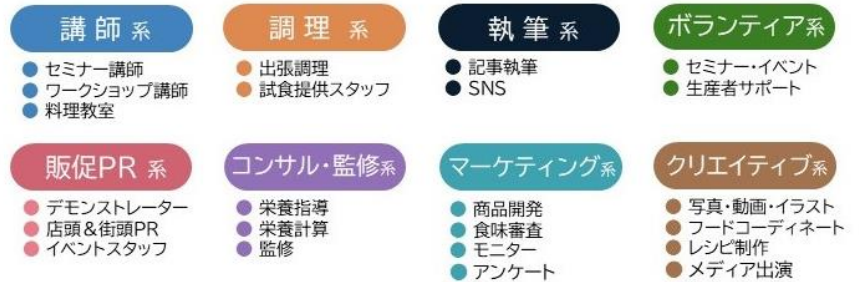 講師系
セミナー講師
ワークショップ講師
料理教室
調理 系
出張調理
試食提供スタッフ
執筆系
記事執筆
SNS
ボランティア系
セミナー・イベント
生産者サポート
販促PR 系
デモンストレーター
店頭&街頭PR
イベントスタッフ
コンサル・監修系
栄養指導
栄養計算
監修
マーケティング系
商品開発
食味審査
モニター
アンケート
クリエイティブ系
写真・動画・イラスト
フードコーディネート
レシピ制作
メディア出演